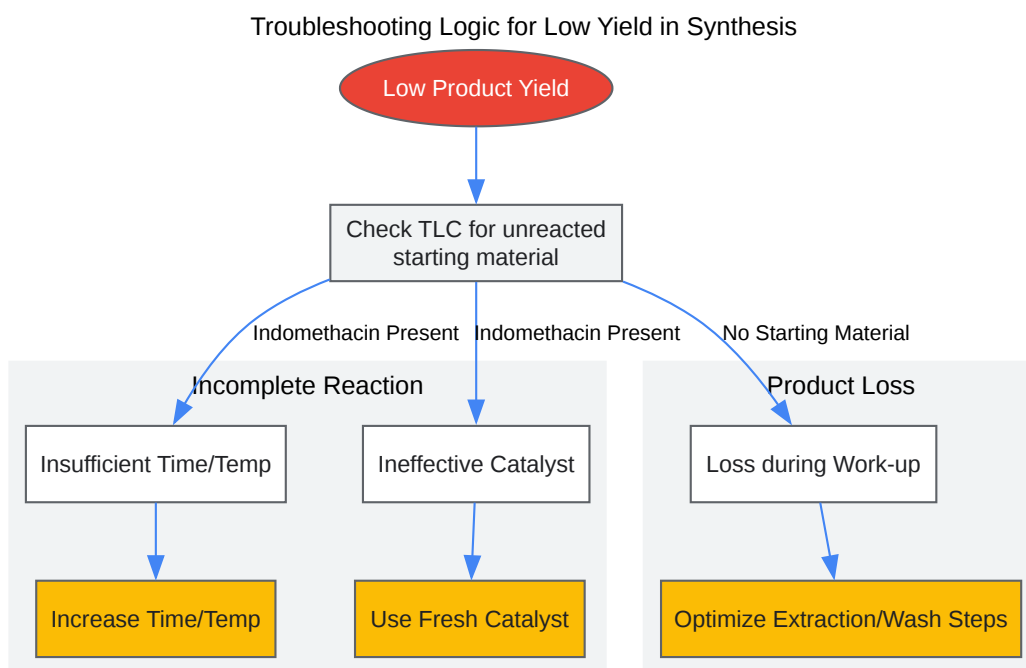 Troubleshooting Logic for Low Yield in Synthesis
Low Product Yield
Check TLC for unreacted
starting material
Indomethacin Present
Indomethacin Present
No Starting Material
Incomplete Reaction
Product Loss
Insufficient Time/Temp
Ineffective Catalyst
Loss during Work-up
Increase Time/Temp
Use Fresh Catalyst
Optimize Extraction/Wash Steps